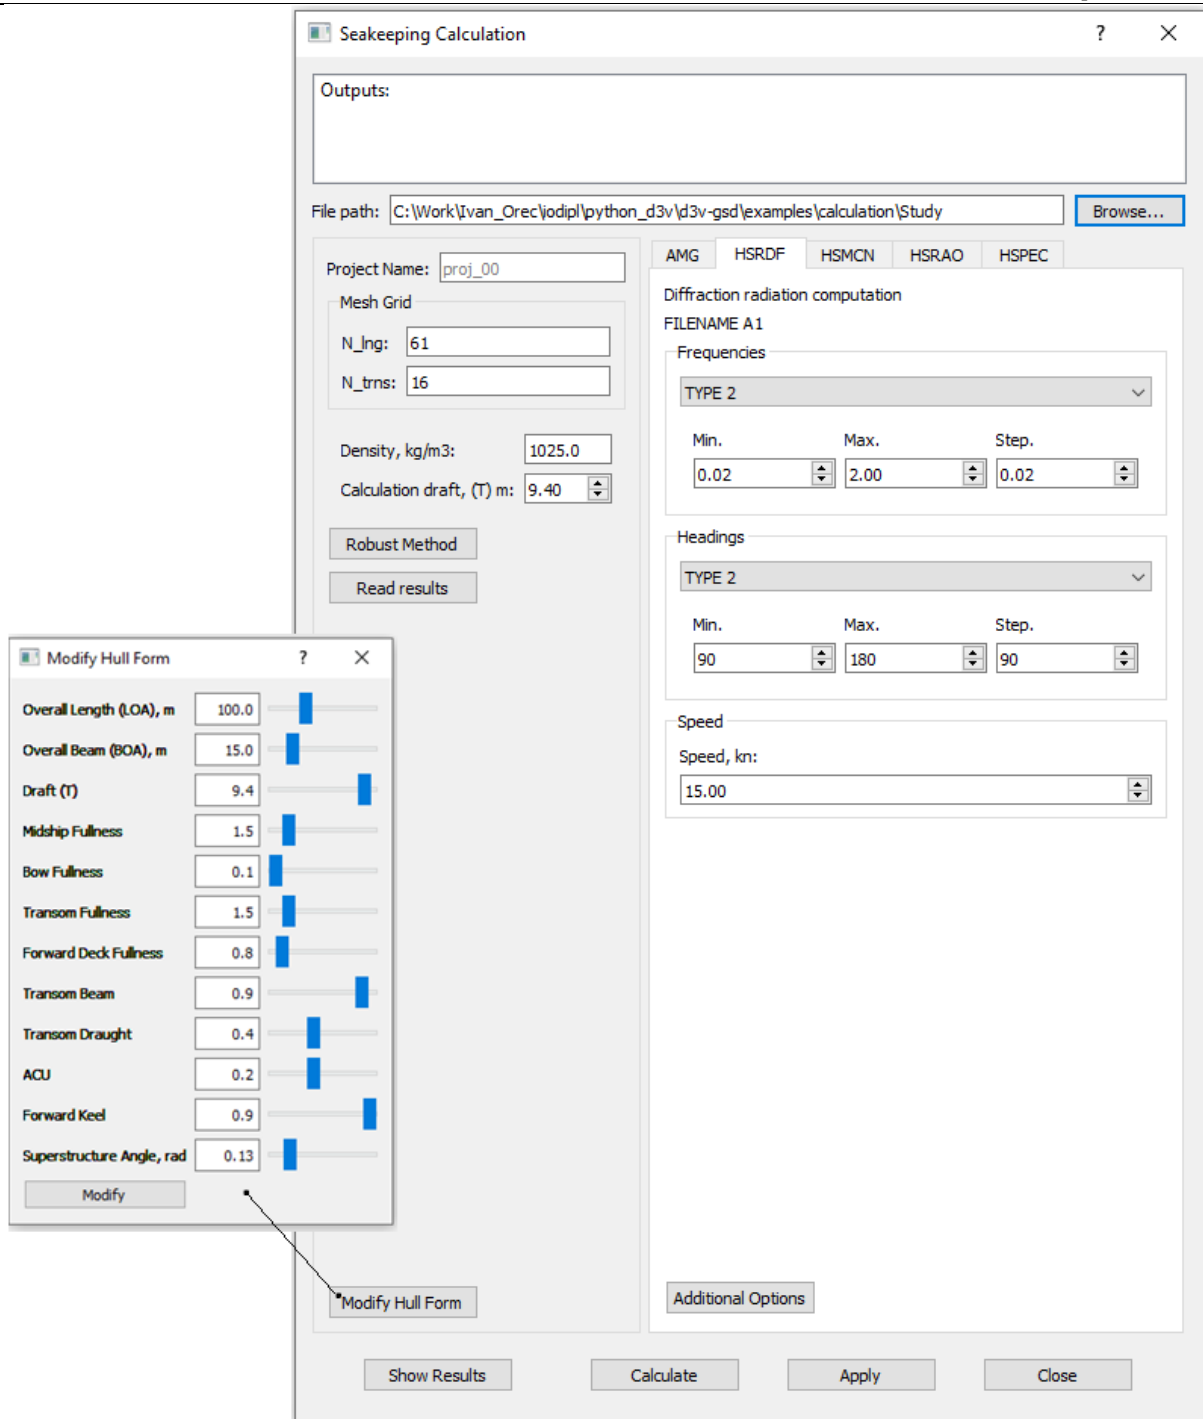 Seakeeping Calculation ?
Outputs:
File path: C:\Work\Ivan_Orec\iodipl\python_d3v\d3v-gsd\examples\calculation\Study Browse...
Project Name: proj_00
Mesh Grid
N_lng: 61
N_trns: 16
Density, kg/m3: 1025.0
Calculation draft, (T) m: 9.40
Robust Method
Read results
AMG HSRDF HSMCN HSRAO HSPEC
Diffraction radiation computation
FILENAME A1
Frequencies
TYPE 2
Min. Max. Step.
0.02 2.00 0.02
Headings
TYPE 2
Min. Max. Step.
90 180 90
Speed
Speed, kn:
15.00
Modify Hull Form ?
Overall Length (LOA), m 100.0
Overall Beam (BOA), m 15.0
Draft (T) 9.4
Midship Fullness 1.5
Bow Fullness 0.1
Transom Fullness 1.5
Forward Deck Fullness 0.8
Transom Beam 0.9
Transom Draught 0.4
ACU 0.2
Forward Keel 0.9
Superstructure Angle, rad 0.13
Modify
Modify Hull Form
Additional Options
Show Results Calculate Apply Close